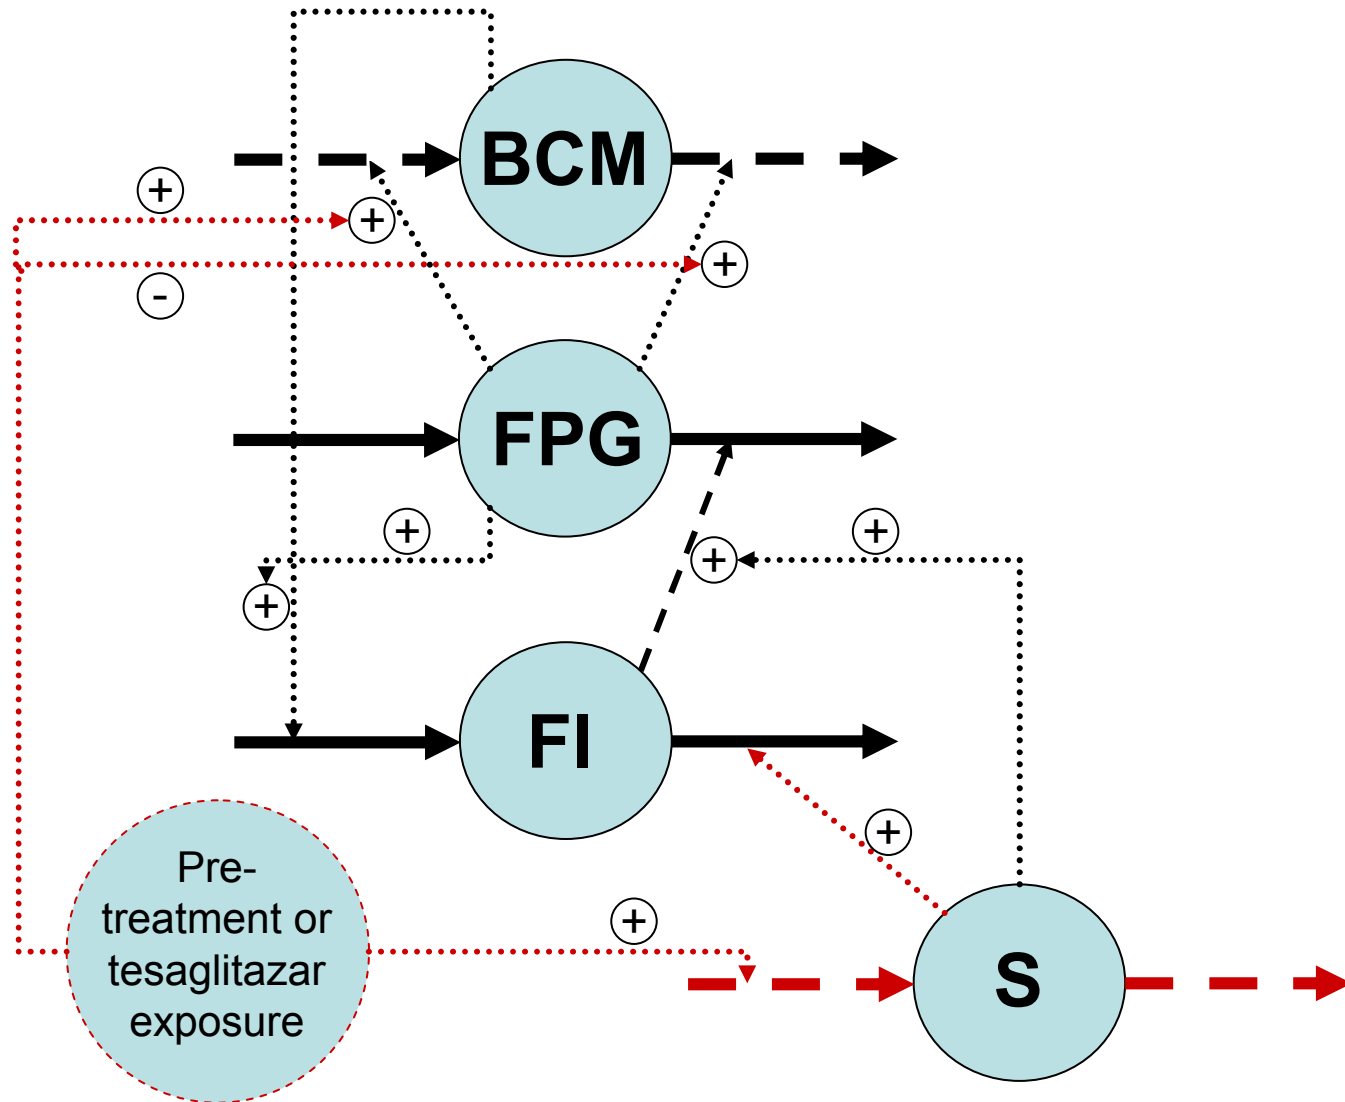 BCM
+
+
+
-
FPG
+
+
+
+
FI
+
Pre-
treatment or
tesaglitazar
exposure
+
S